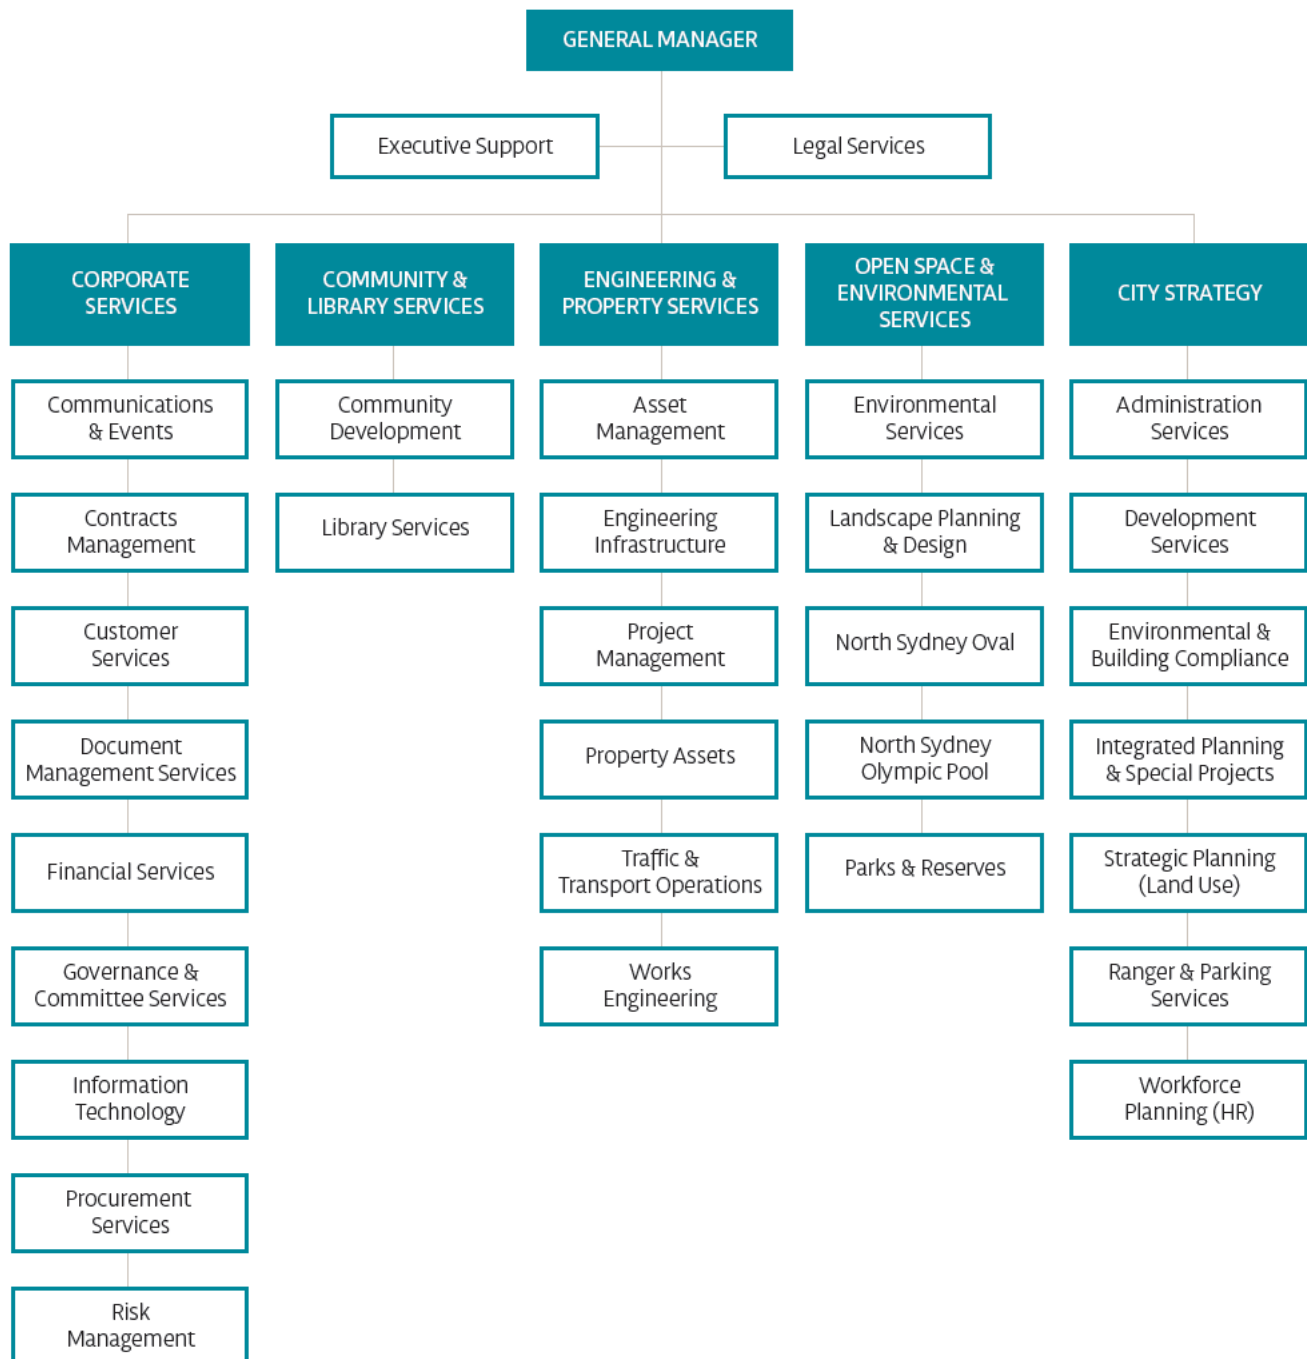 GENERAL MANAGER
Executive Support
Legal Services
CORPORATE
SERVICES
COMMUNITY &
LIBRARY SERVICES
ENGINEERING &
PROPERTY SERVICES
OPEN SPACE &
ENVIRONMENTAL
SERVICES
CITY STRATEGY
Communications
& Events
Contracts
Management
Customer
Services
Document
Management Services
Financial Services
Governance &
Committee Services
Information
Technology
Procurement
Services
Risk
Management
Community
Development
Library Services
Asset
Management
Engineering
Infrastructure
Project
Management
Property Assets
Traffic &
Transport Operations
Works
Engineering
Environmental
Services
Landscape Planning
& Design
North Sydney Oval
North Sydney
Olympic Pool
Parks & Reserves
Administration
Services
Development
Services
Environmental &
Building Compliance
Integrated Planning
& Special Projects
Strategic Planning
(Land Use)
Ranger & Parking
Services
Workforce
Planning (HR)